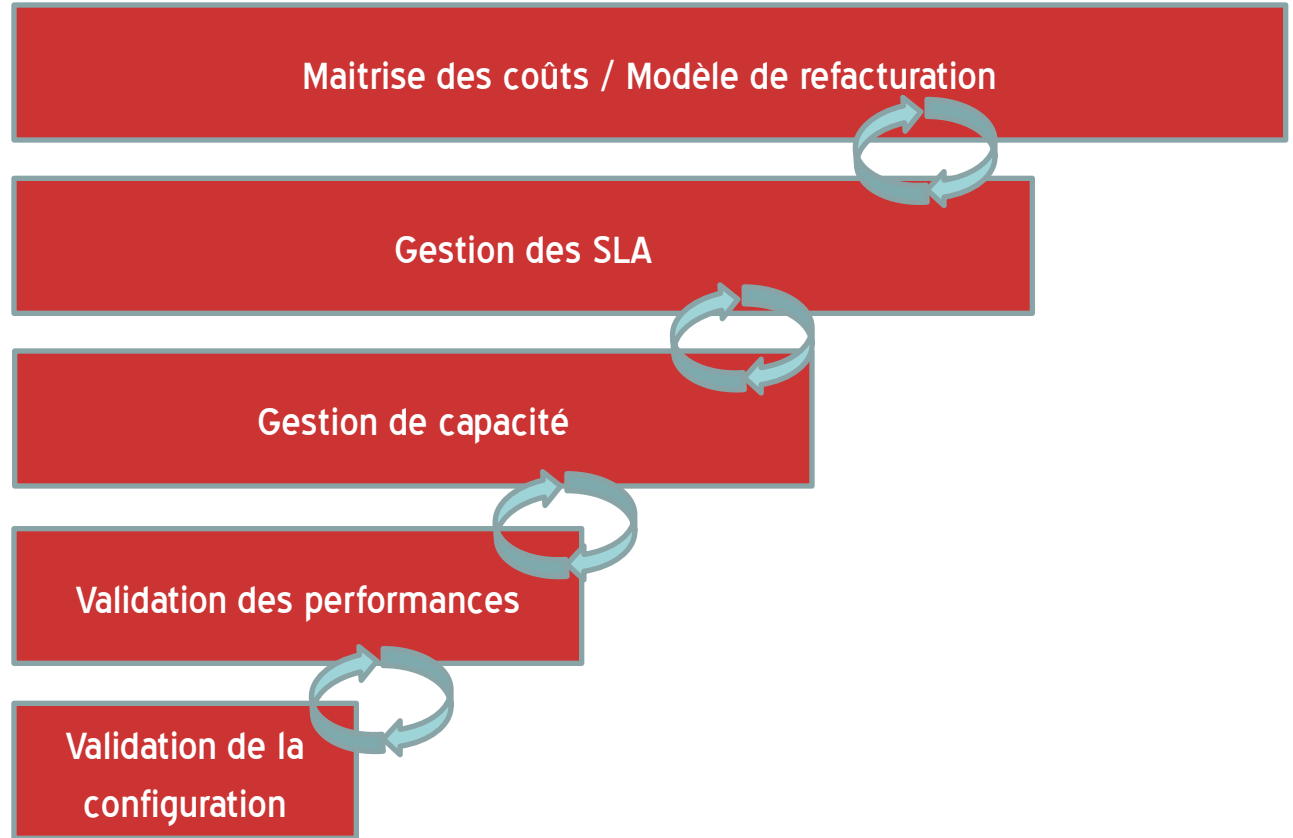 Maitrise des coûts / Modèle de refacturation
Gestion des SLA
Gestion de capacité
Validation des performances
Validation de la
configuration